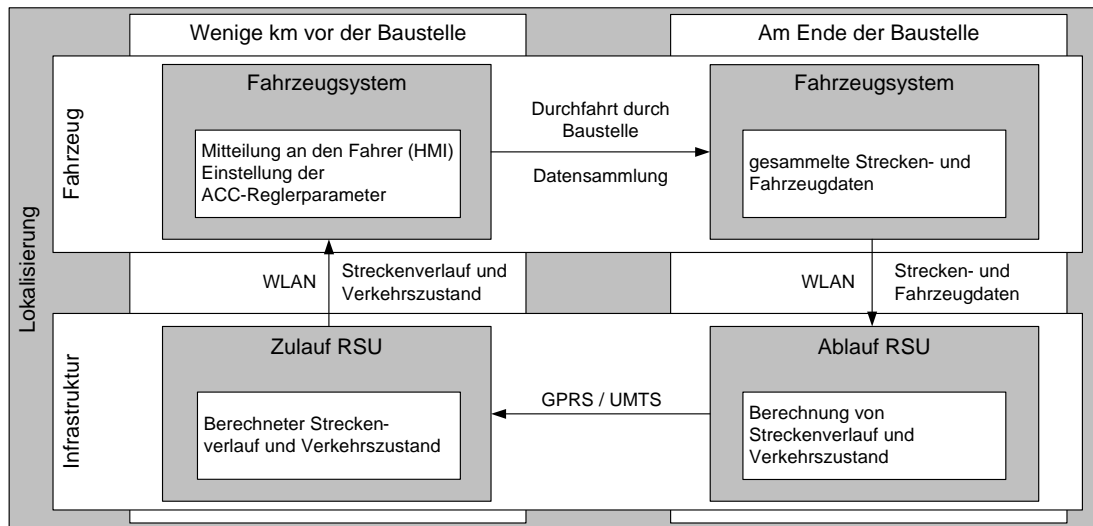 Wenige km vor der Baustelle
Am Ende der Baustelle
Lokalisierung
Fahrzeug
Fahrzeugsystem
Mitteilung an den Fahrer (HMI)
Einstellung der
ACC-Reglerparameter
Durchfahrt durch
Baustelle
Datensammlung
Fahrzeugsystem
gesammelte Strecken- und
Fahrzeugdaten
WLAN
Streckenverlauf und
Verkehrszustand
WLAN
Strecken- und
Fahrzeugdaten
Infrastruktur
Zulauf RSU
Berechneter Strecken-
verlauf und Verkehrszustand
GPRS / UMTS
Ablauf RSU
Berechnung von
Streckenverlauf und
Verkehrszustand